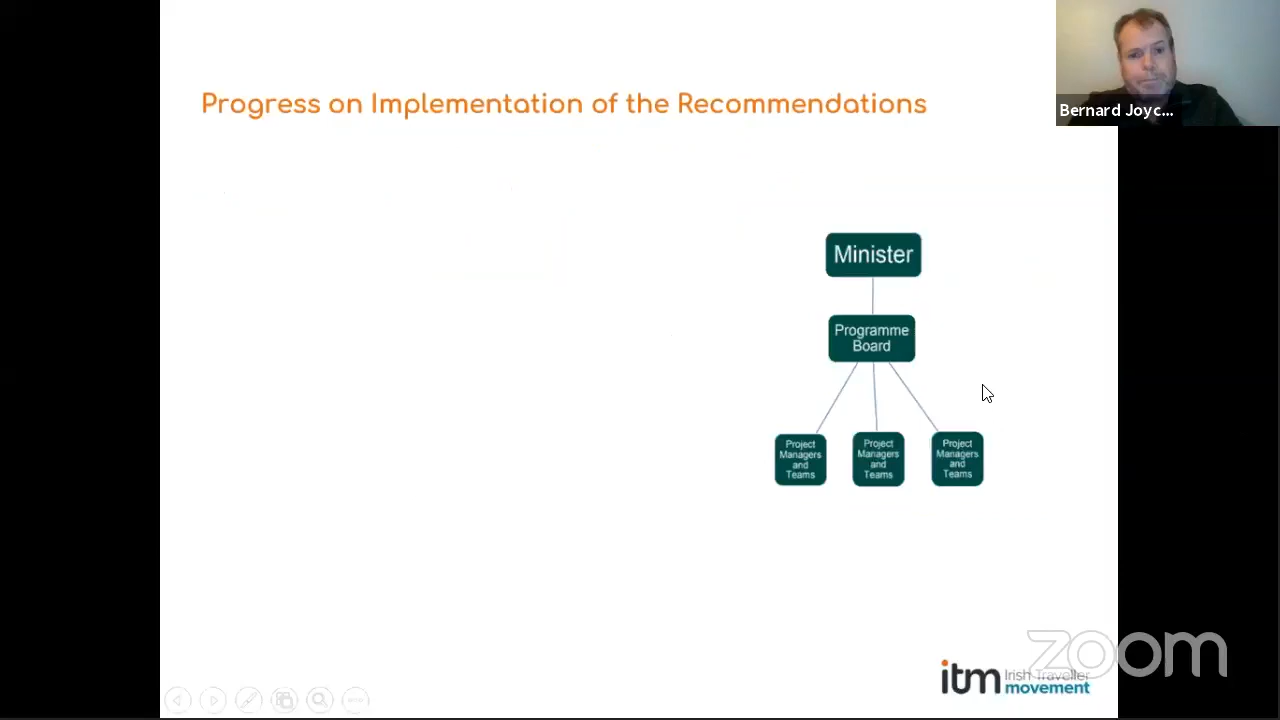 Progress on Implementation of the Recommendations
Bernard Joyc...
Minister
Programme
Board
Project
Managers
and
Teams
Project
Managers
and
Teams
Project
Managers
and
Teams
zoom
itm Irish Traveller
movement